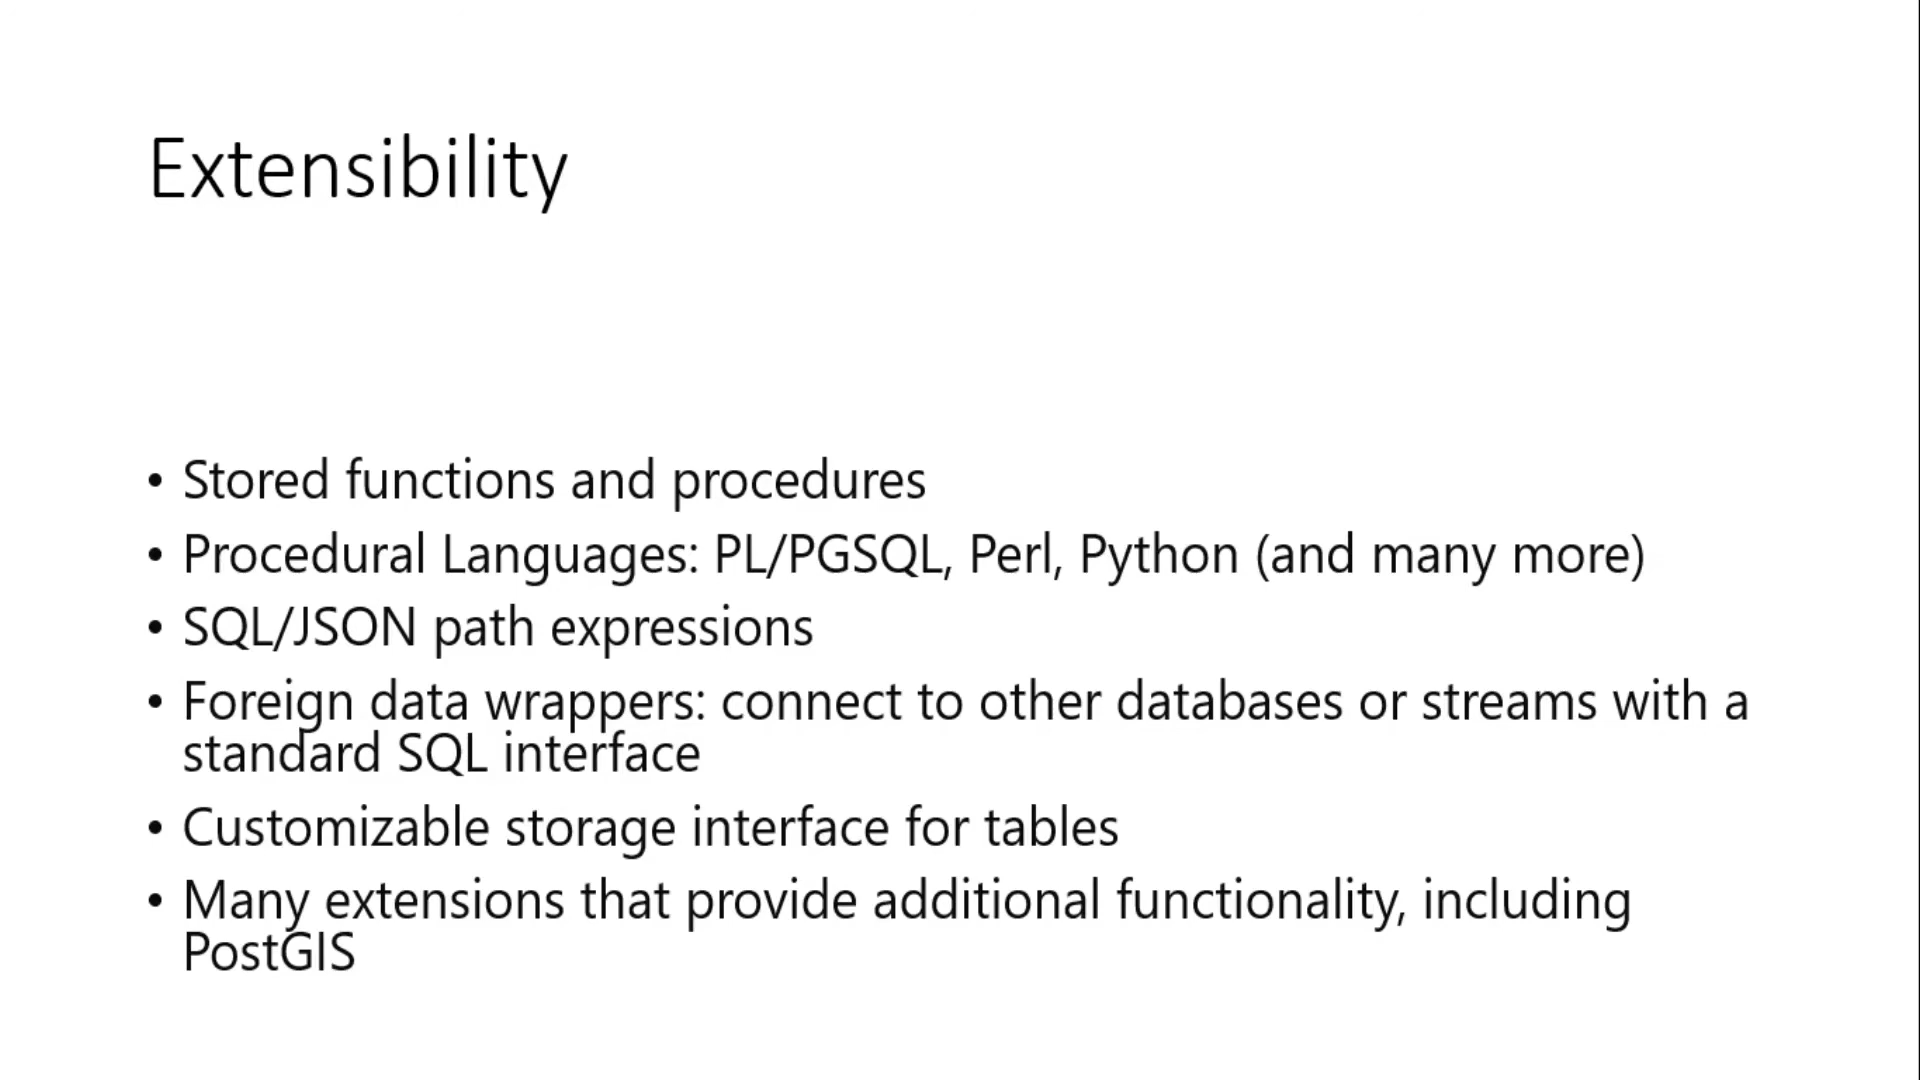 Extensibility
• Stored functions and procedures
• Procedural Languages: PL/PGSQL, Perl, Python (and many more)
• SQL/JSON path expressions
• Foreign data wrappers: connect to other databases or streams with a
standard SQL interface
• Customizable storage interface for tables
• Many extensions that provide additional functionality, including
PostGIS